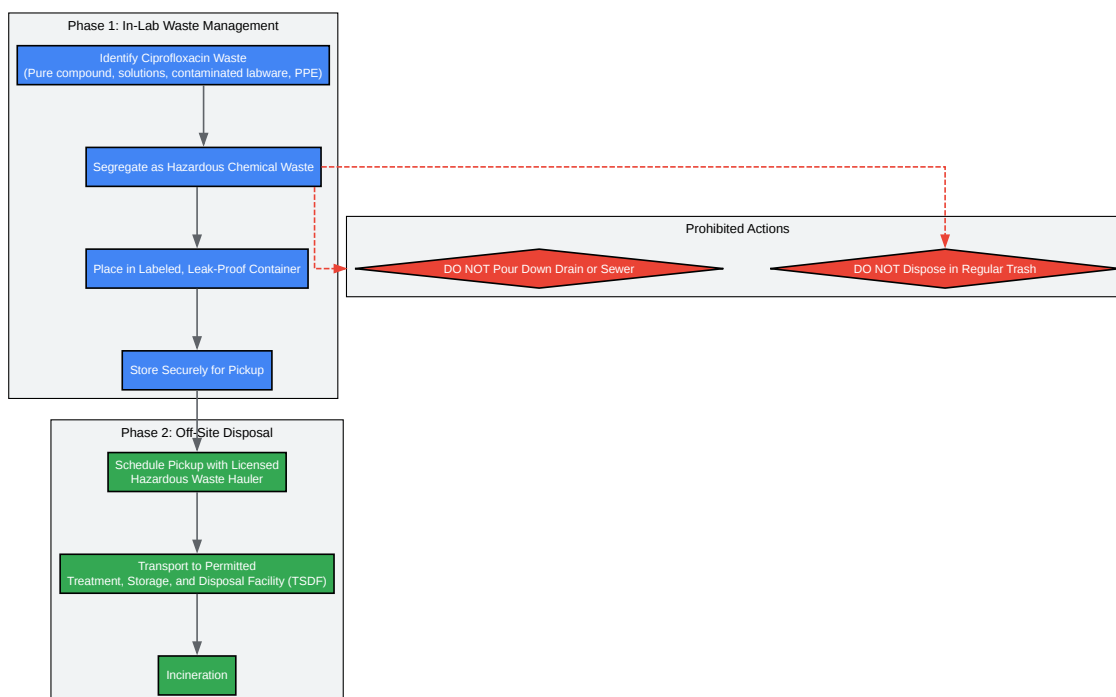 Phase 1: In-Lab Waste Management
Identify Ciprofloxacin Waste
(Pure compound, solutions, contaminated labware, PPE)
Segregate as Hazardous Chemical Waste
Prohibited Actions
DO NOT Pour Down Drain or Sewer
DO NOT Dispose in Regular Trash
Place in Labeled, Leak-Proof Container
Store Securely for Pickup
Phase 2: Off-Site Disposal
Schedule Pickup with Licensed
Hazardous Waste Hauler
Transport to Permitted
Treatment, Storage, and Disposal Facility (TSDF)
Incineration